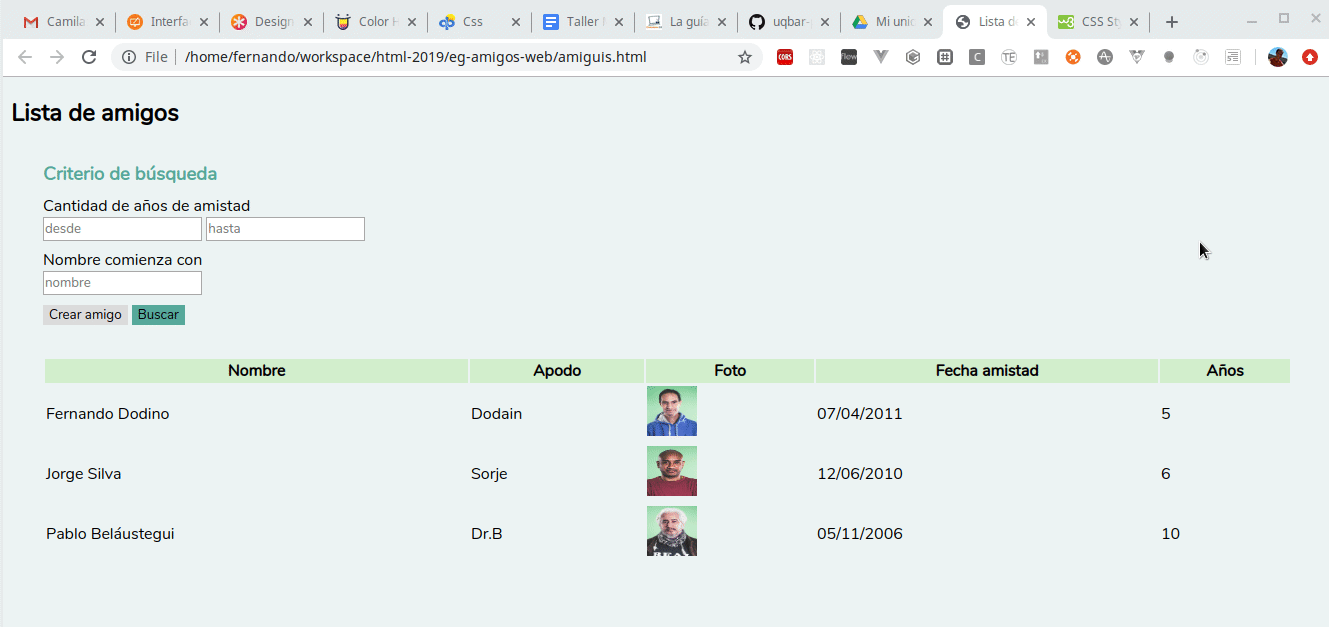 Camila
Interfa
Design
Color H
Css
Taller
La guía
uqbar-
Mi unic
Lista d
CSS Sty
File
/home/fernando/workspace/html-2019/eg-amigos-web/amiguis.html
CORS
flow
C
TE
Lista de amigos
Criterio de búsqueda
Cantidad de años de amistad
desde hasta
Nombre comienza con
nombre
Crear amigo Buscar
Nombre Apodo Foto Fecha amistad Años
Fernando Dodino Dodain 07/04/2011 5
Jorge Silva Sorje 12/06/2010 6
Pablo Beláustegui Dr.B 05/11/2006 10